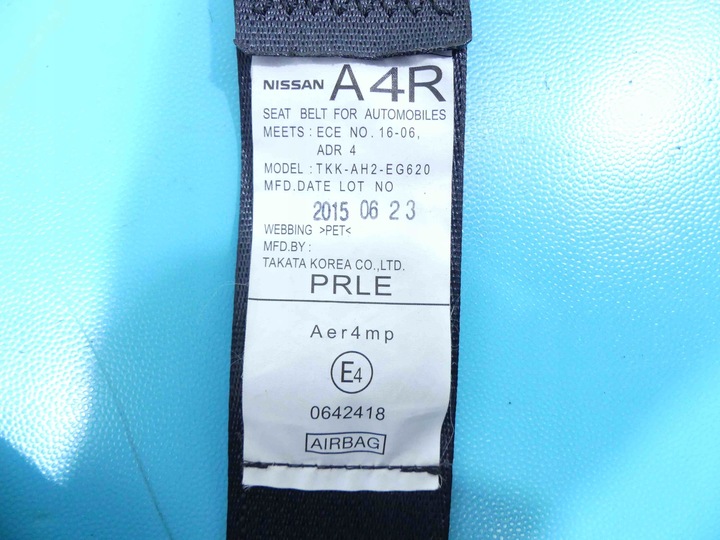 NISSAN A4R
SEAT BELT FOR AUTOMOBILES
MEETS : ECE NO. 16-06,
ADR 4
MODEL : TKK-AH2-EG620
MFD.DATE LOT NO
2015 06 23
WEBBING >PET<
MFD.BY :
TAKATA KOREA CO.,LTD.
PRLE
Aer4mp
E4
0642418
AIRBAG